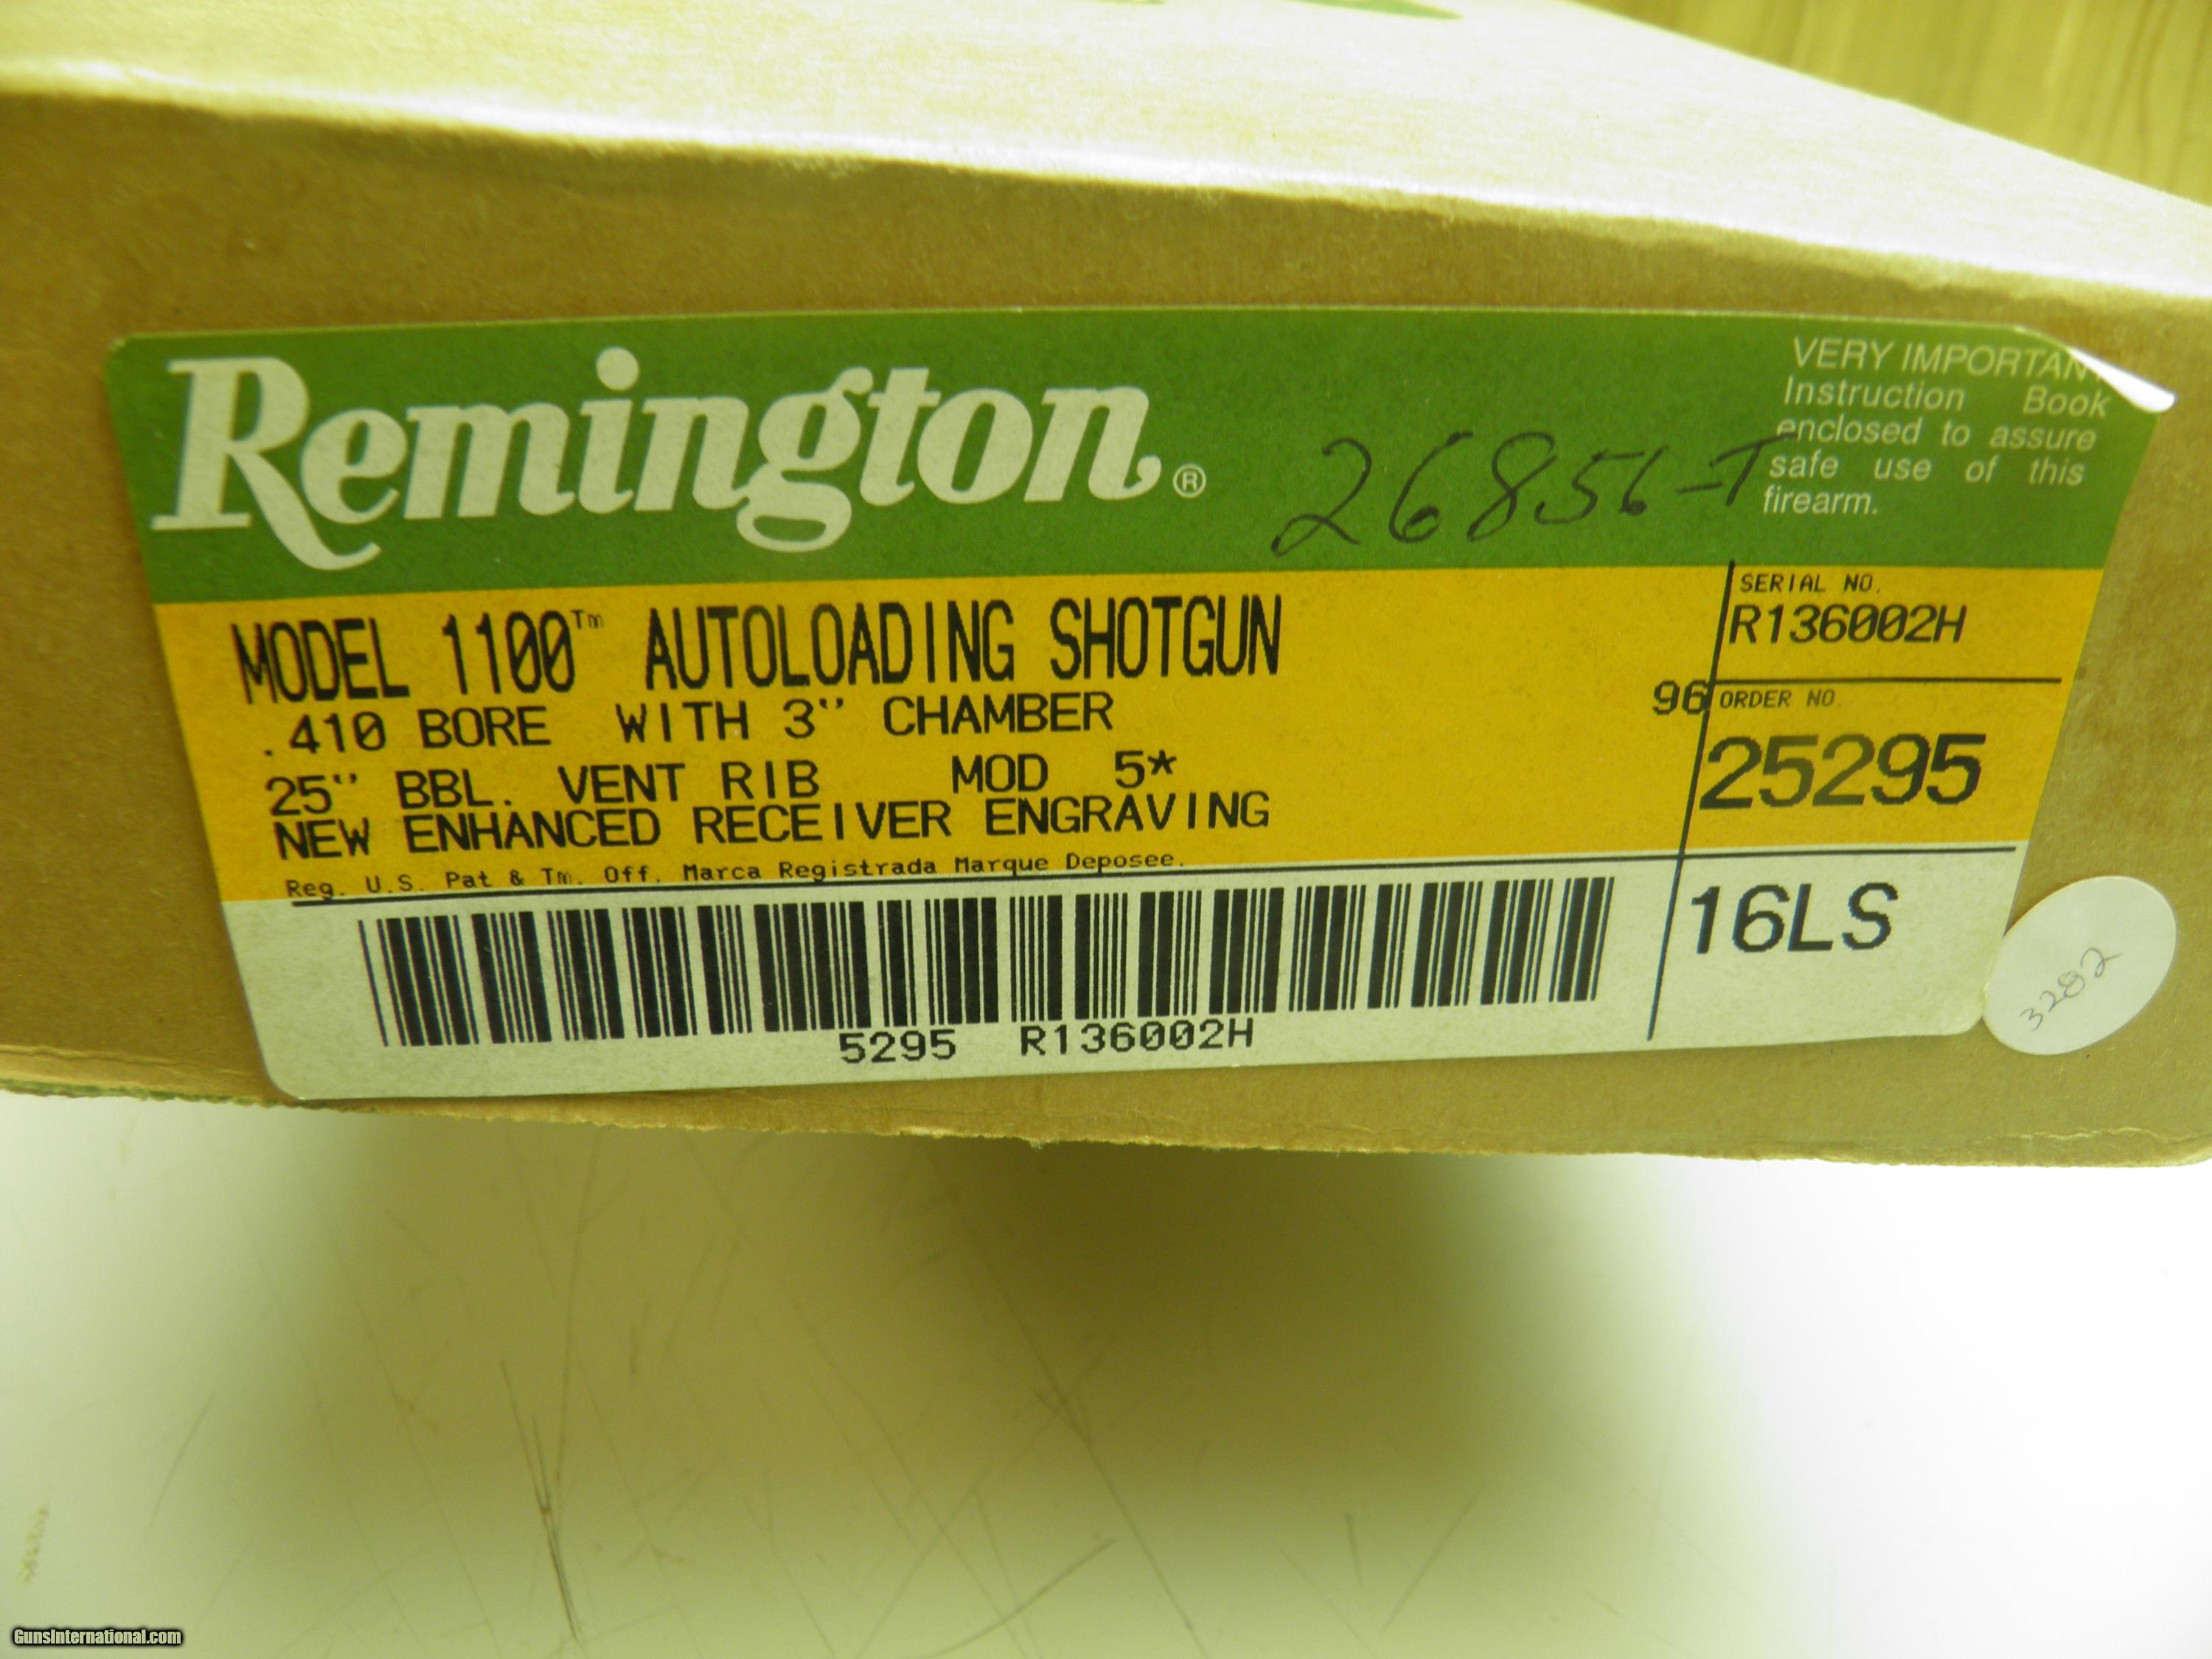 Remington®
26856-T
VERY IMPORTAN
Instruction Book
enclosed to assure
safe use of this
firearm.
MODEL 1100™ AUTOLOADING SHOTGUN
.410 BORE WITH 3" CHAMBER
25" BBL. VENT RIB MOD 5*
NEW ENHANCED RECEIVER ENGRAVING
Reg. U.S. Pat & Tm. Off. Marca Registrada Marque Deposee.
SERIAL NO.
R136002H
96
ORDER NO
25295
16LS
5295 R136002H
3282
GunsInternational.com